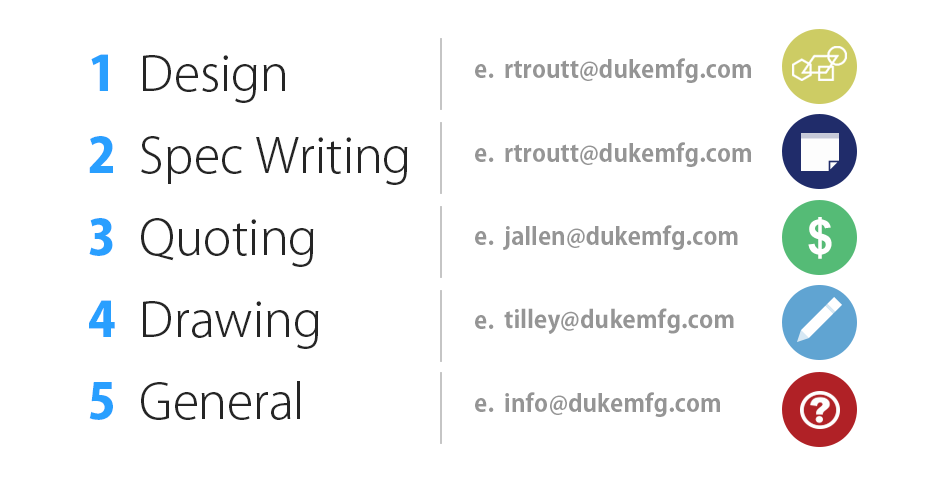 1 Design e. rtroutt@dukemfg.com
2 Spec Writing e. rtroutt@dukemfg.com
3 Quoting e. jallen@dukemfg.com $
4 Drawing e. tilley@dukemfg.com
5 General e. info@dukemfg.com ?